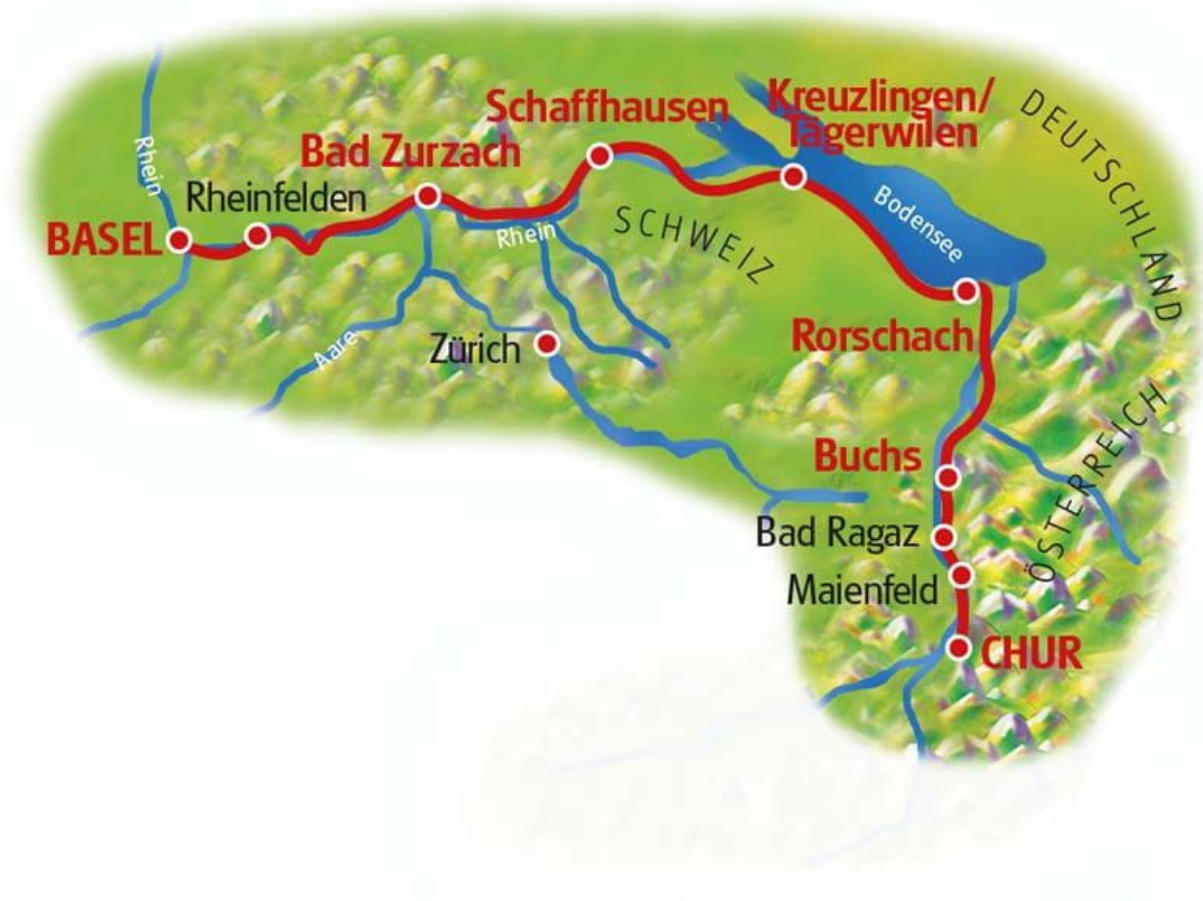 Kreuzlingen/
Tägerwilen
Schaffhausen
DEUTSCHLAND
Bad Zurzach
Rhein
Rheinfelden
BASEL
Bodensee
SCHWEIZ
Rhein
Rorschach
Zürich
Aare
ÖSTERREICH
Buchs
Bad Ragaz
Maienfeld
CHUR